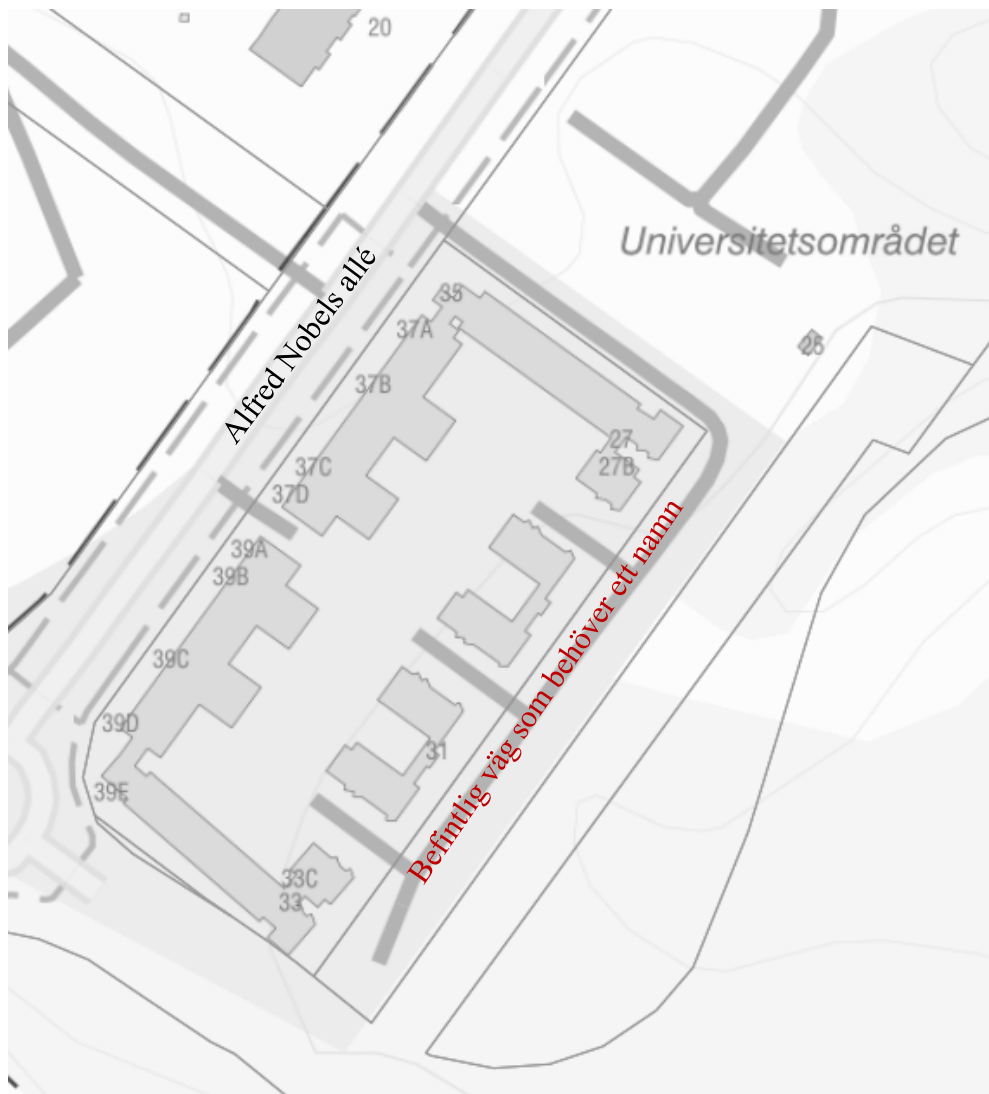 20
Universitetsområdet
Alfred Nobels allé
35
37A
25
37B
27
27B
37C
37D
39A
39B
Befintlig väg som behöver ett namn
39C
39D
31
39E
33C
33